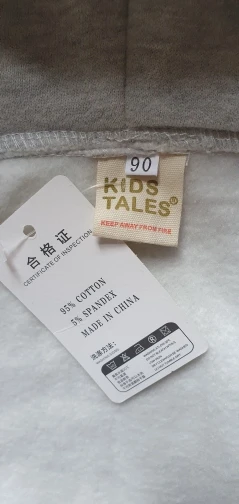 90
KIDS
TALES®
KEEP AWAY FROM FIRE
合格证
CERTIFICATE OF INSPECTION
95% COTTON
5% SPANDEX
MADE IN CHINA
洗涤方法: